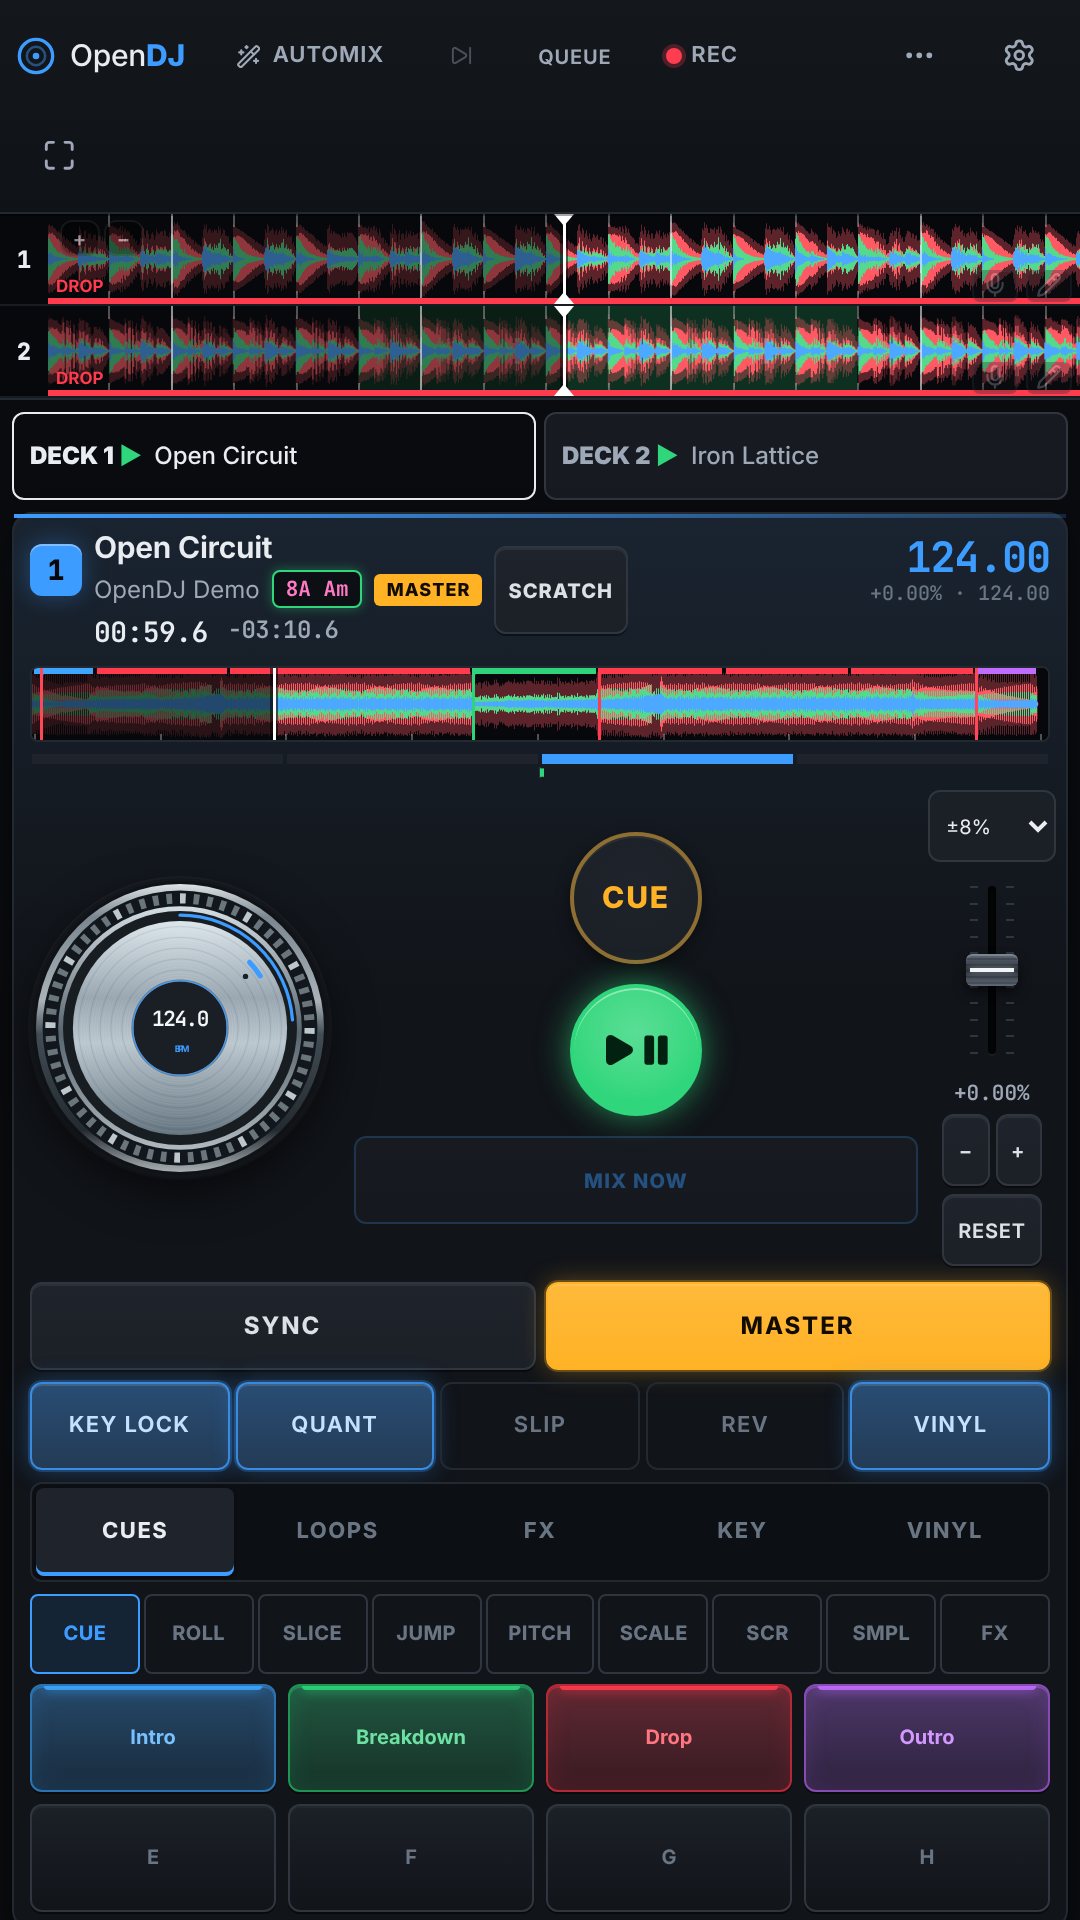 OpenDJ AUTOMIX QUEUE REC
1 + −
DROP
2
DROP
DECK 1 Open Circuit DECK 2 Iron Lattice
1 Open Circuit
OpenDJ Demo 8A Am MASTER SCRATCH
00:59.6 -03:10.6
124.00
+0.00% · 124.00
±8%
CUE
124.0
BPM
+0.00%
− +
MIX NOW
RESET
SYNC MASTER
KEY LOCK QUANT SLIP REV VINYL
CUES LOOPS FX KEY VINYL
CUE ROLL SLICE JUMP PITCH SCALE SCR SMPL FX
Intro Breakdown Drop Outro
E F G H